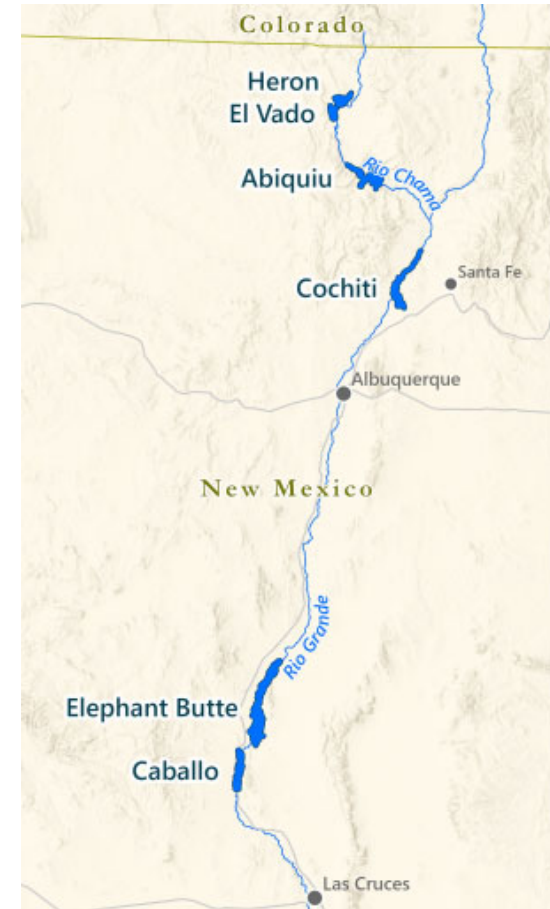 Colorado
Heron
El Vado
Abiquiu
Rio Chama
Cochiti
Santa Fe
Albuquerque
New Mexico
Rio Grande
Elephant Butte
Caballo
Las Cruces